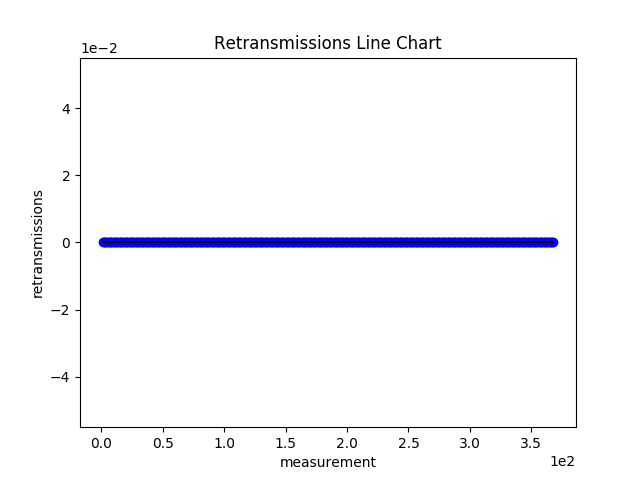 Retransmissions Line Chart
1e−2
4
2
0
−2
−4
retransmissions
0.0 0.5 1.0 1.5 2.0 2.5 3.0 3.5
1e2
measurement